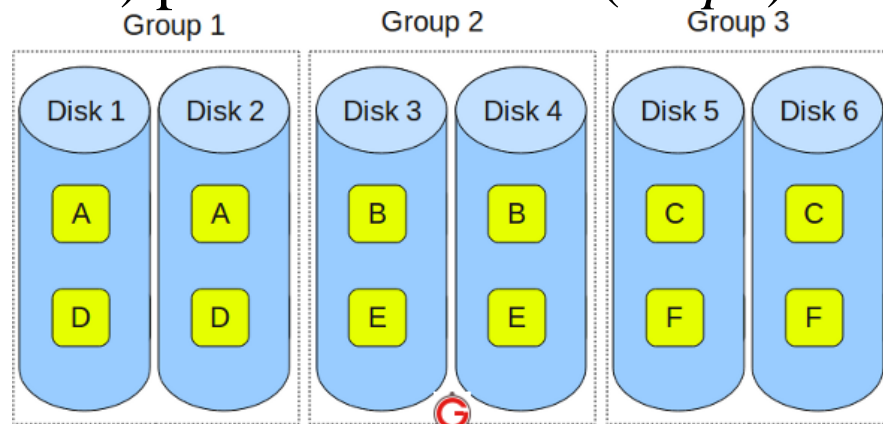 Group 1 Group 2 Group 3
Disk 1 Disk 2 Disk 3 Disk 4 Disk 5 Disk 6
A A B B C C
D D E E F F
G